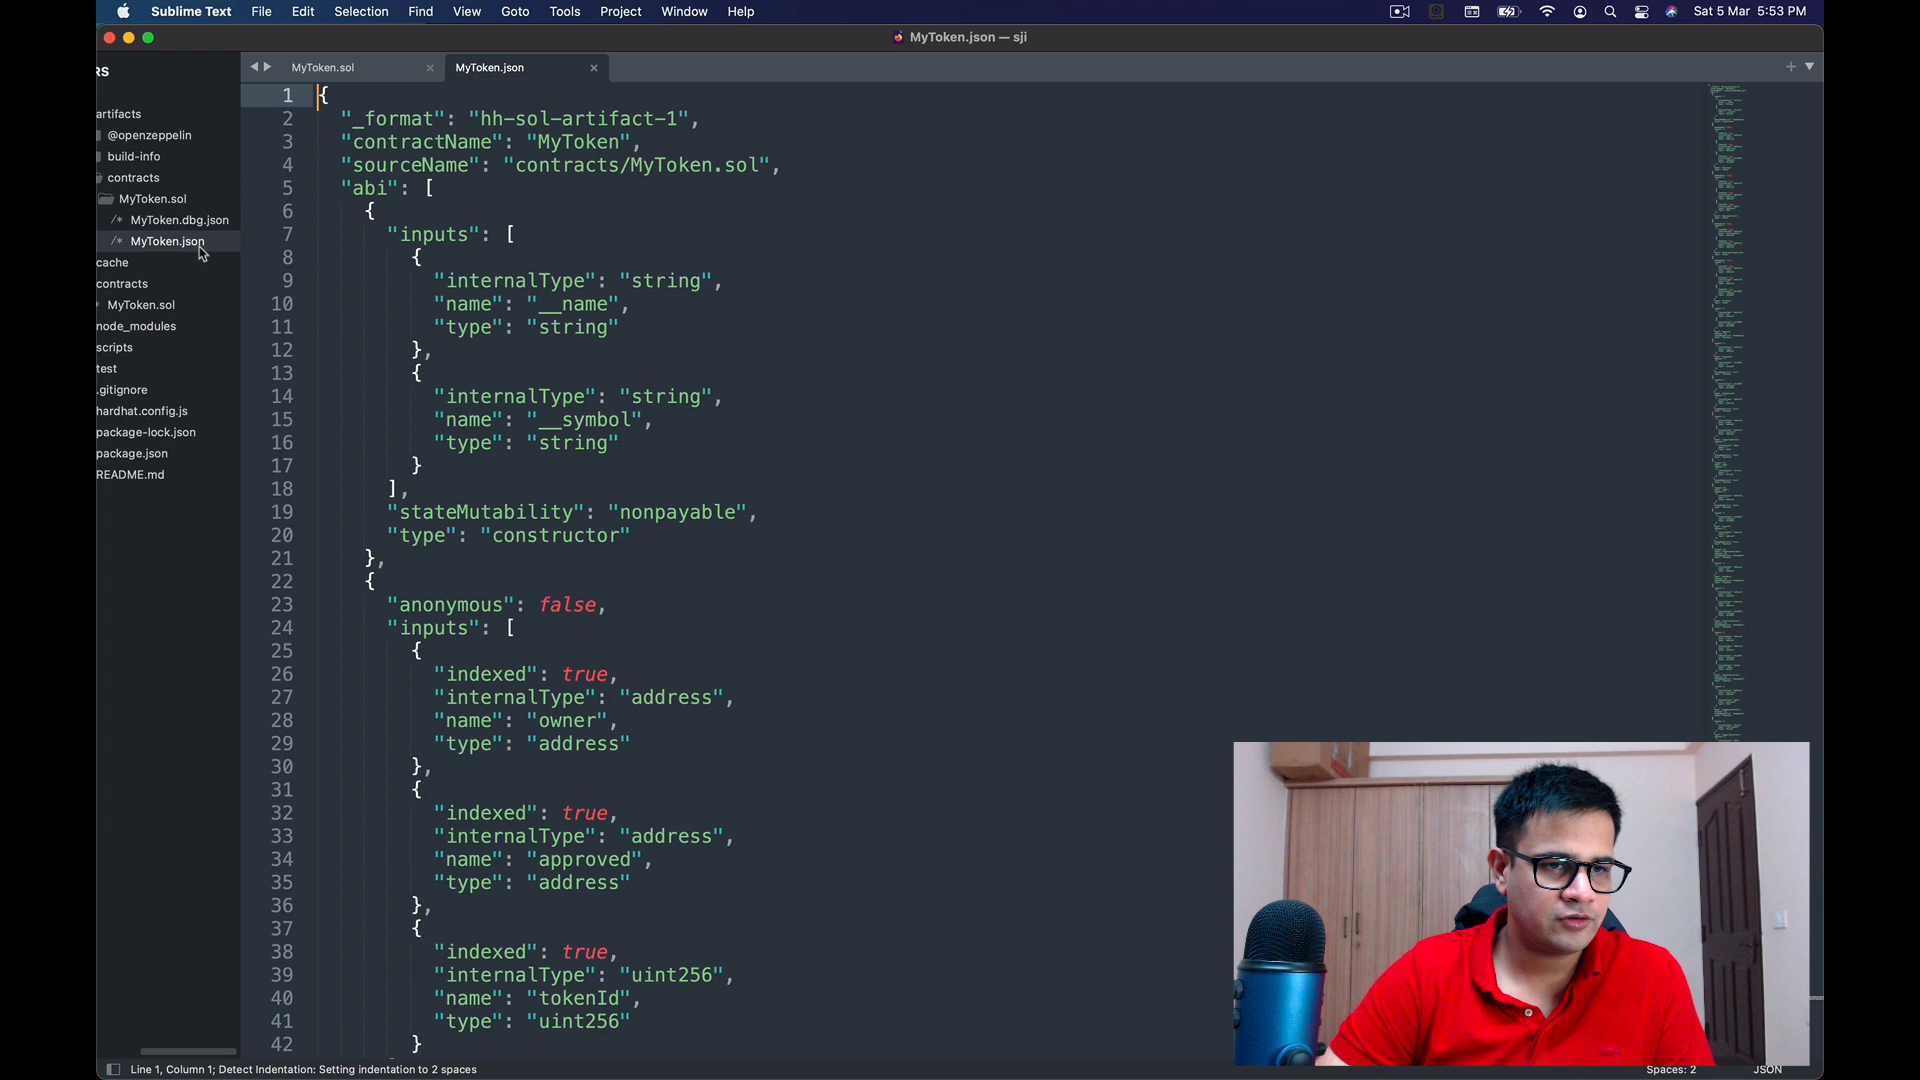 Sublime Text File Edit Selection Find View Goto Tools Project Window Help Sat 5 Mar 5:53 PM
MyToken.json — sji
RS
artifacts
@openzeppelin
build-info
contracts
MyToken.sol
/* MyToken.dbg.json
/* MyToken.json
cache
contracts
* MyToken.sol
node_modules
scripts
test
.gitignore
hardhat.config.js
package-lock.json
package.json
README.md
MyToken.sol × MyToken.json ×
1 {
2 "_format": "hh-sol-artifact-1",
3 "contractName": "MyToken",
4 "sourceName": "contracts/MyToken.sol",
5 "abi": [
6 {
7 "inputs": [
8 {
9 "internalType": "string",
10 "name": "__name",
11 "type": "string"
12 },
13 {
14 "internalType": "string",
15 "name": "__symbol",
16 "type": "string"
17 }
18 ],
19 "stateMutability": "nonpayable",
20 "type": "constructor"
21 },
22 {
23 "anonymous": false,
24 "inputs": [
25 {
26 "indexed": true,
27 "internalType": "address",
28 "name": "owner",
29 "type": "address"
30 },
31 {
32 "indexed": true,
33 "internalType": "address",
34 "name": "approved",
35 "type": "address"
36 },
37 {
38 "indexed": true,
39 "internalType": "uint256",
40 "name": "tokenId",
41 "type": "uint256"
42 }
Line 1, Column 1; Detect Indentation: Setting indentation to 2 spaces Spaces: 2 JSON